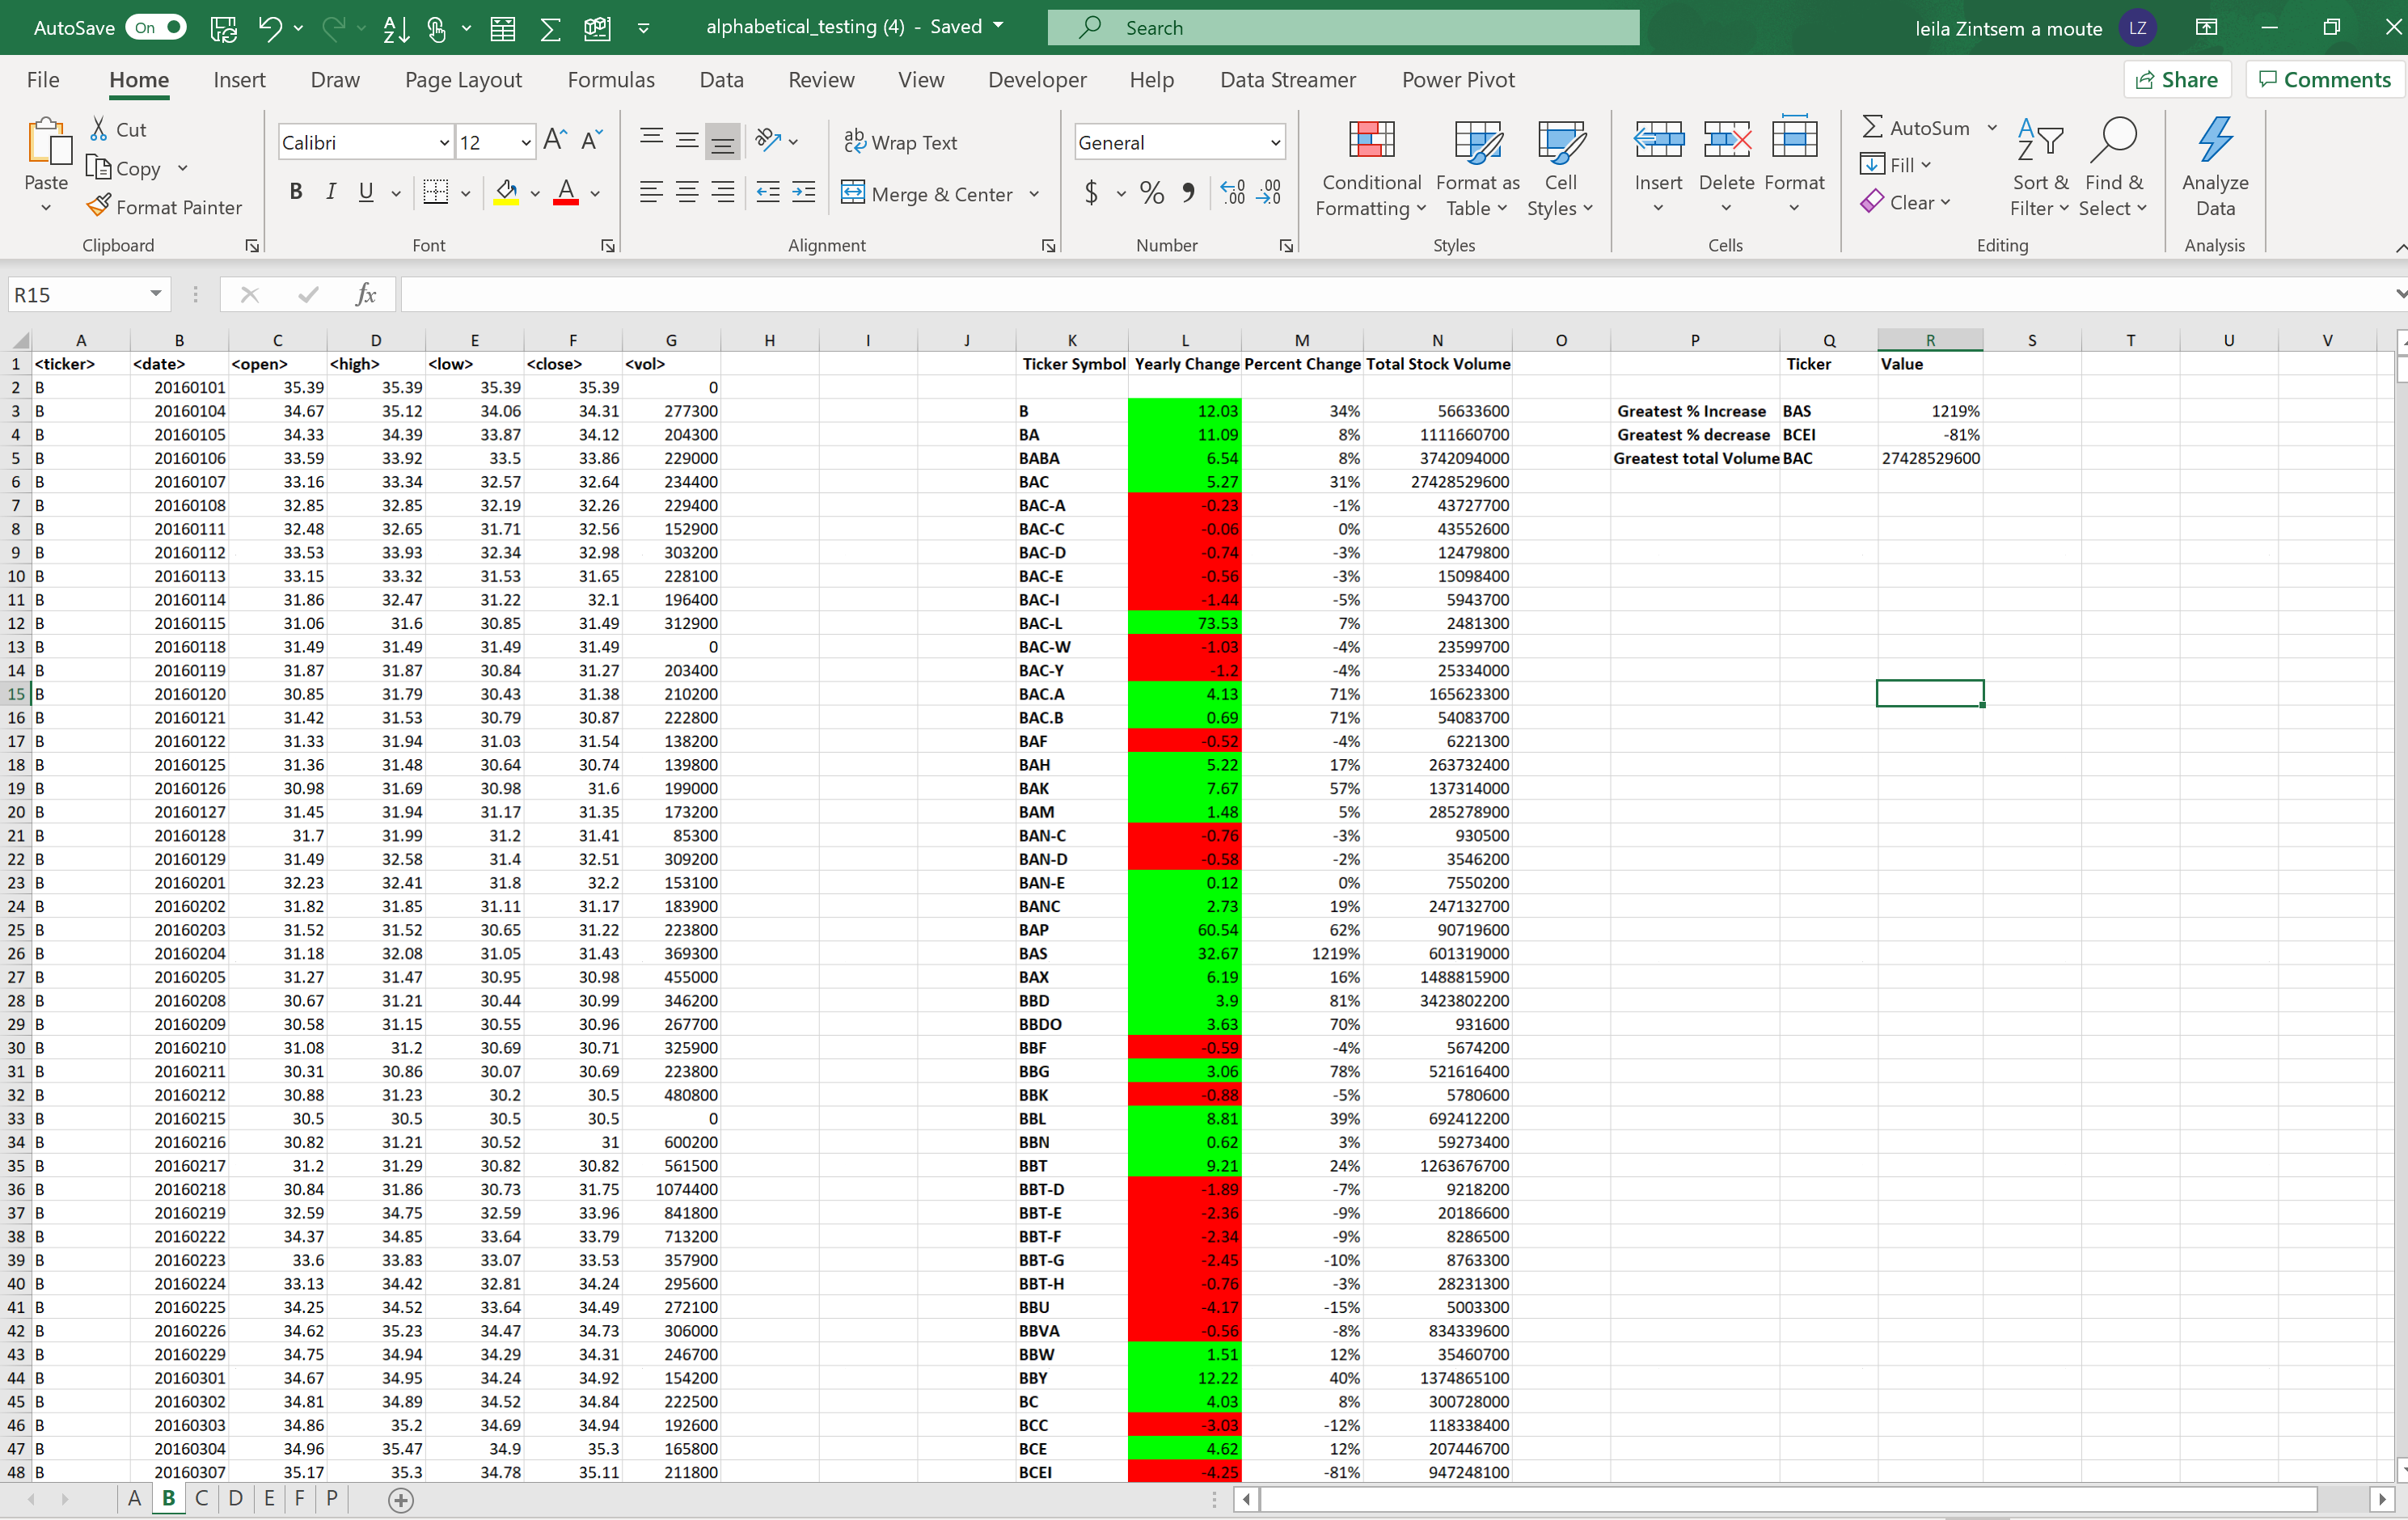 AutoSave On alphabetical_testing (4) - Saved Search leila Zintsem a moute LZ
File Home Insert Draw Page Layout Formulas Data Review View Developer Help Data Streamer Power Pivot Share Comments
Paste Cut Copy Format Painter Clipboard
Calibri 12 B I U A Font
ab Wrap Text Merge & Center Alignment
General $ % Number
Conditional Formatting Format as Table Cell Styles Styles
Insert Delete Format Cells
AutoSum Fill Clear Sort & Filter Find & Select Editing
Analyze Data Analysis
R15 fx
A B C D E F G H I J K L M N O P Q R S T U V
1 <ticker> <date> <open> <high> <low> <close> <vol> Ticker Symbol Yearly Change Percent Change Total Stock Volume Ticker Value
2 B 20160101 35.39 35.39 35.39 35.39 0
3 B 20160104 34.67 35.12 34.06 34.31 277300 B 12.03 34% 56633600 Greatest % Increase BAS 1219%
4 B 20160105 34.33 34.39 33.87 34.12 204300 BA 11.09 8% 1111660700 Greatest % decrease BCEI -81%
5 B 20160106 33.59 33.92 33.5 33.86 229000 BABA 6.54 8% 3742094000 Greatest total Volume BAC 27428529600
6 B 20160107 33.16 33.34 32.57 32.64 234400 BAC 5.27 31% 27428529600
7 B 20160108 32.85 32.85 32.19 32.26 229400 BAC-A -0.23 -1% 43727700
8 B 20160111 32.48 32.65 31.71 32.56 152900 BAC-C -0.06 0% 43552600
9 B 20160112 33.53 33.93 32.34 32.98 303200 BAC-D -0.74 -3% 12479800
10 B 20160113 33.15 33.32 31.53 31.65 228100 BAC-E -0.56 -3% 15098400
11 B 20160114 31.86 32.47 31.22 32.1 196400 BAC-I -1.44 -5% 5943700
12 B 20160115 31.06 31.6 30.85 31.49 312900 BAC-L 73.53 7% 2481300
13 B 20160118 31.49 31.49 31.49 31.49 0 BAC-W -1.03 -4% 23599700
14 B 20160119 31.87 31.87 30.84 31.27 203400 BAC-Y -1.2 -4% 25334000
15 B 20160120 30.85 31.79 30.43 31.38 210200 BAC.A 4.13 71% 165623300
16 B 20160121 31.42 31.53 30.79 30.87 222800 BAC.B 0.69 71% 54083700
17 B 20160122 31.33 31.94 31.03 31.54 138200 BAF -0.52 -4% 6221300
18 B 20160125 31.36 31.48 30.64 30.74 139800 BAH 5.22 17% 263732400
19 B 20160126 30.98 31.69 30.98 31.6 199000 BAK 7.67 57% 137314000
20 B 20160127 31.45 31.94 31.17 31.35 173200 BAM 1.48 5% 285278900
21 B 20160128 31.7 31.99 31.2 31.41 85300 BAN-C -0.76 -3% 930500
22 B 20160129 31.49 32.58 31.4 32.51 309200 BAN-D -0.58 -2% 3546200
23 B 20160201 32.23 32.41 31.8 32.2 153100 BAN-E 0.12 0% 7550200
24 B 20160202 31.82 31.85 31.11 31.17 183900 BANC 2.73 19% 247132700
25 B 20160203 31.52 31.52 30.65 31.22 223800 BAP 60.54 62% 90719600
26 B 20160204 31.18 32.08 31.05 31.43 369300 BAS 32.67 1219% 601319000
27 B 20160205 31.27 31.47 30.95 30.98 455000 BAX 6.19 16% 1488815900
28 B 20160208 30.67 31.21 30.44 30.99 346200 BBD 3.9 81% 3423802200
29 B 20160209 30.58 31.15 30.55 30.96 267700 BBDO 3.63 70% 931600
30 B 20160210 31.08 31.2 30.69 30.71 325900 BBF -0.59 -4% 5674200
31 B 20160211 30.31 30.86 30.07 30.69 223800 BBG 3.06 78% 521616400
32 B 20160212 30.88 31.23 30.2 30.5 480800 BBK -0.88 -5% 5780600
33 B 20160215 30.5 30.5 30.5 30.5 0 BBL 8.81 39% 692412200
34 B 20160216 30.82 31.21 30.52 31 600200 BBN 0.62 3% 59273400
35 B 20160217 31.2 31.29 30.82 30.82 561500 BBT 9.21 24% 1263676700
36 B 20160218 30.84 31.86 30.73 31.75 1074400 BBT-D -1.89 -7% 9218200
37 B 20160219 32.59 34.75 32.59 33.96 841800 BBT-E -2.36 -9% 20186600
38 B 20160222 34.37 34.85 33.64 33.79 713200 BBT-F -2.34 -9% 8286500
39 B 20160223 33.6 33.83 33.07 33.53 357900 BBT-G -2.45 -10% 8763300
40 B 20160224 33.13 34.42 32.81 34.24 295600 BBT-H -0.76 -3% 28231300
41 B 20160225 34.25 34.52 33.64 34.49 272100 BBU -4.17 -15% 5003300
42 B 20160226 34.62 35.23 34.47 34.73 306000 BBVA -0.56 -8% 834339600
43 B 20160229 34.75 34.94 34.29 34.31 246700 BBW 1.51 12% 35460700
44 B 20160301 34.67 34.95 34.24 34.92 154200 BBY 12.22 40% 1374865100
45 B 20160302 34.81 34.89 34.52 34.84 222500 BC 4.03 8% 300728000
46 B 20160303 34.86 35.2 34.69 34.94 192600 BCC -3.03 -12% 118338400
47 B 20160304 34.96 35.47 34.9 35.3 165800 BCE 4.62 12% 207446700
48 B 20160307 35.17 35.3 34.78 35.11 211800 BCEI -4.25 -81% 947248100
A B C D E F P